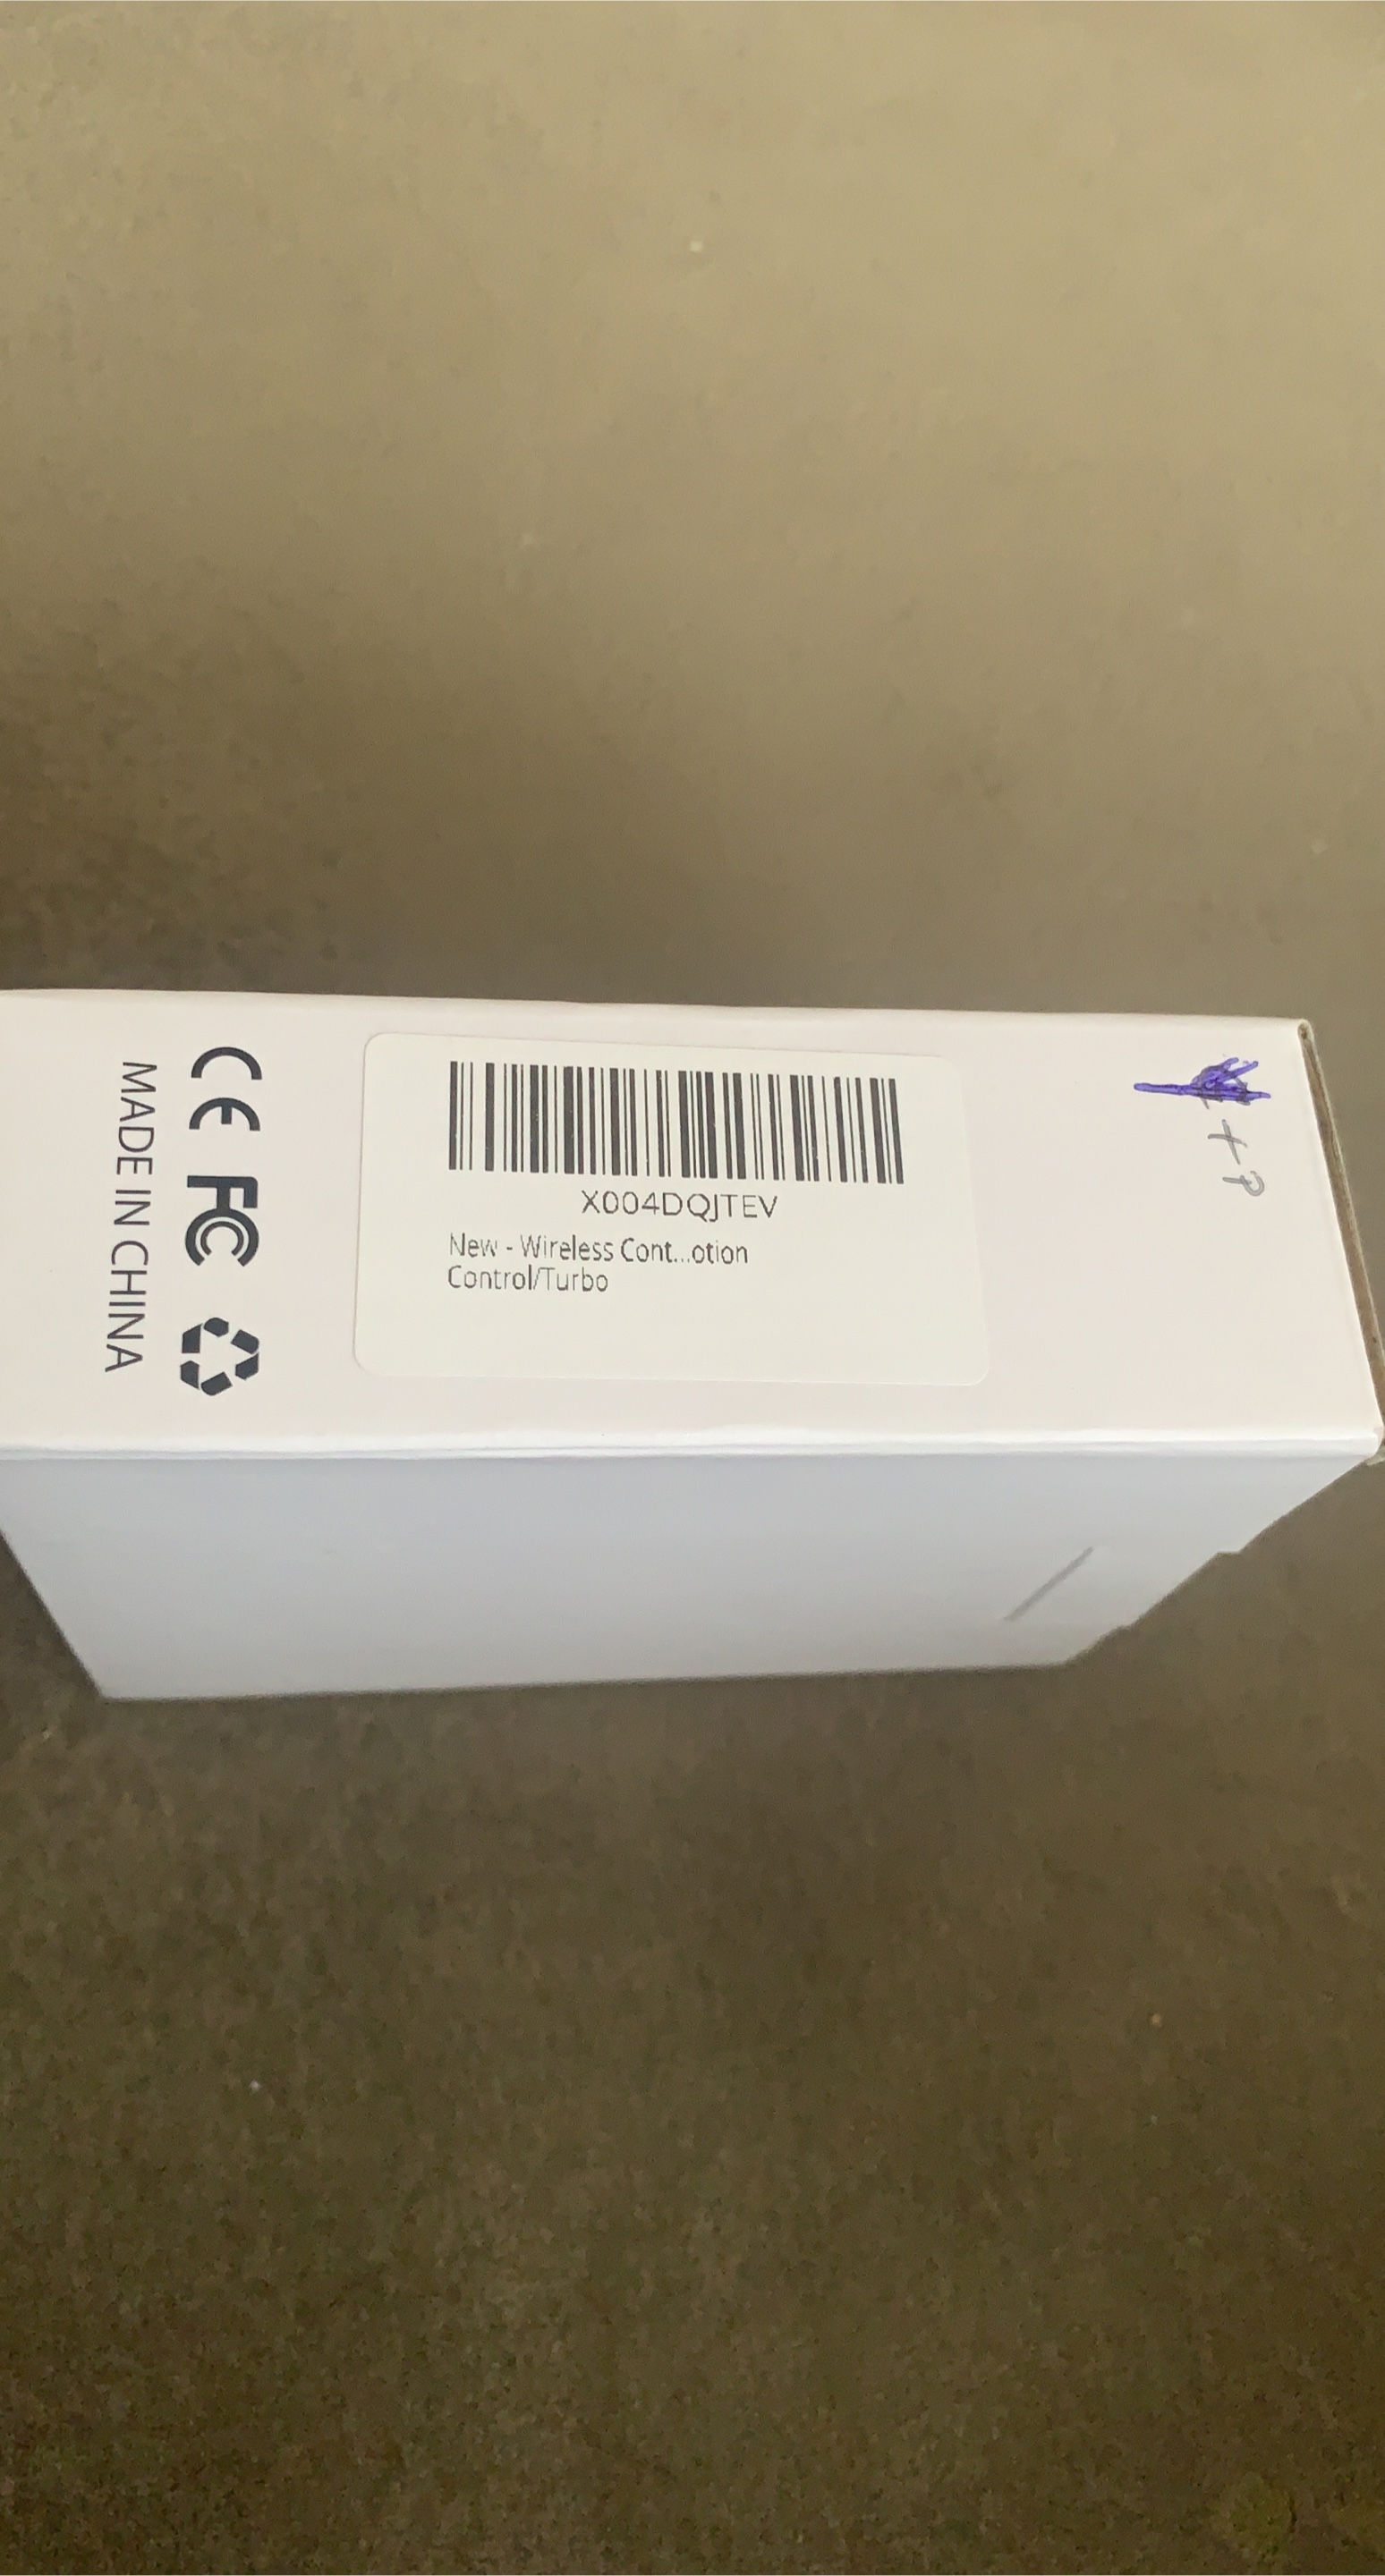 X004DQJTEV
New - Wireless Cont...otion
Control/Turbo
CE FC
MADE IN CHINA
+ P